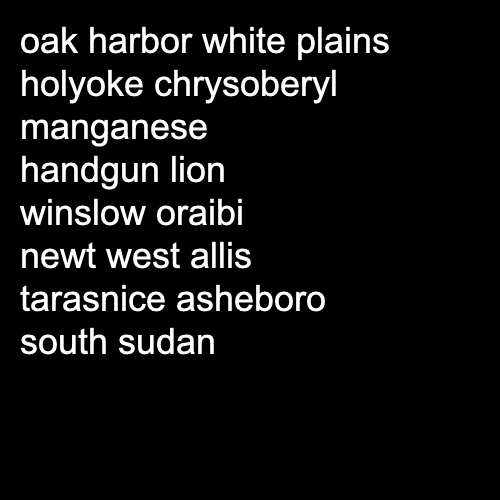 oak harbor white plains
holyoke chrysoberyl
manganese
handgun lion
winslow oraibi
newt west allis
tarasnice asheboro
south sudan